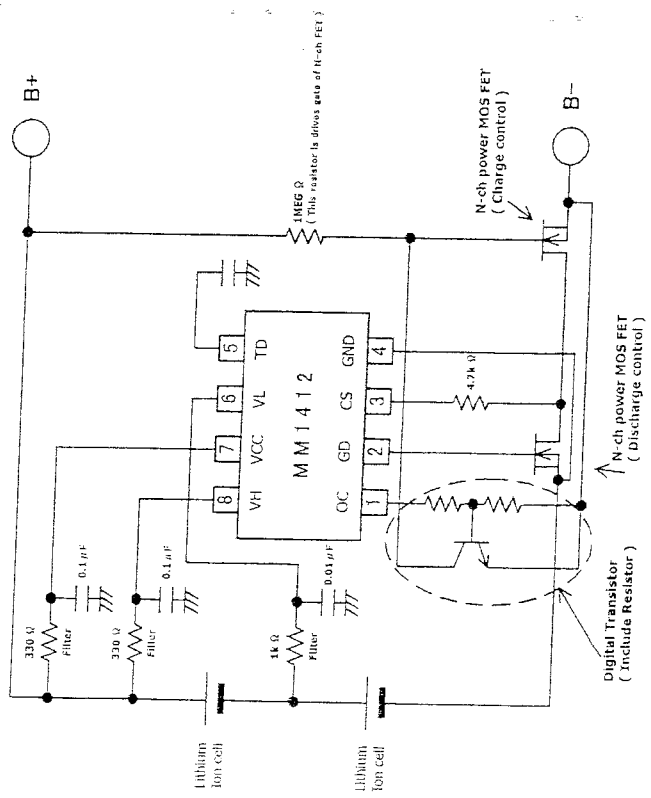 B+
1MEG Ω
( This resistor is drives gate of N-ch FET )
N-ch power MOS FET
( Charge control )
B−
330 Ω
Filter
0.1 μF
330 Ω
Filter
0.1 μF
1k Ω
Filter
0.01 μF
8
7
6
5
VH
VCC
VL
TD
MM1412
OC
GD
CS
GND
1
2
3
4
4.7k Ω
Lithium
Ion cell
Lithium
Ion cell
Digital Transistor
( Include Resistor )
N-ch power MOS FET
( Discharge control )